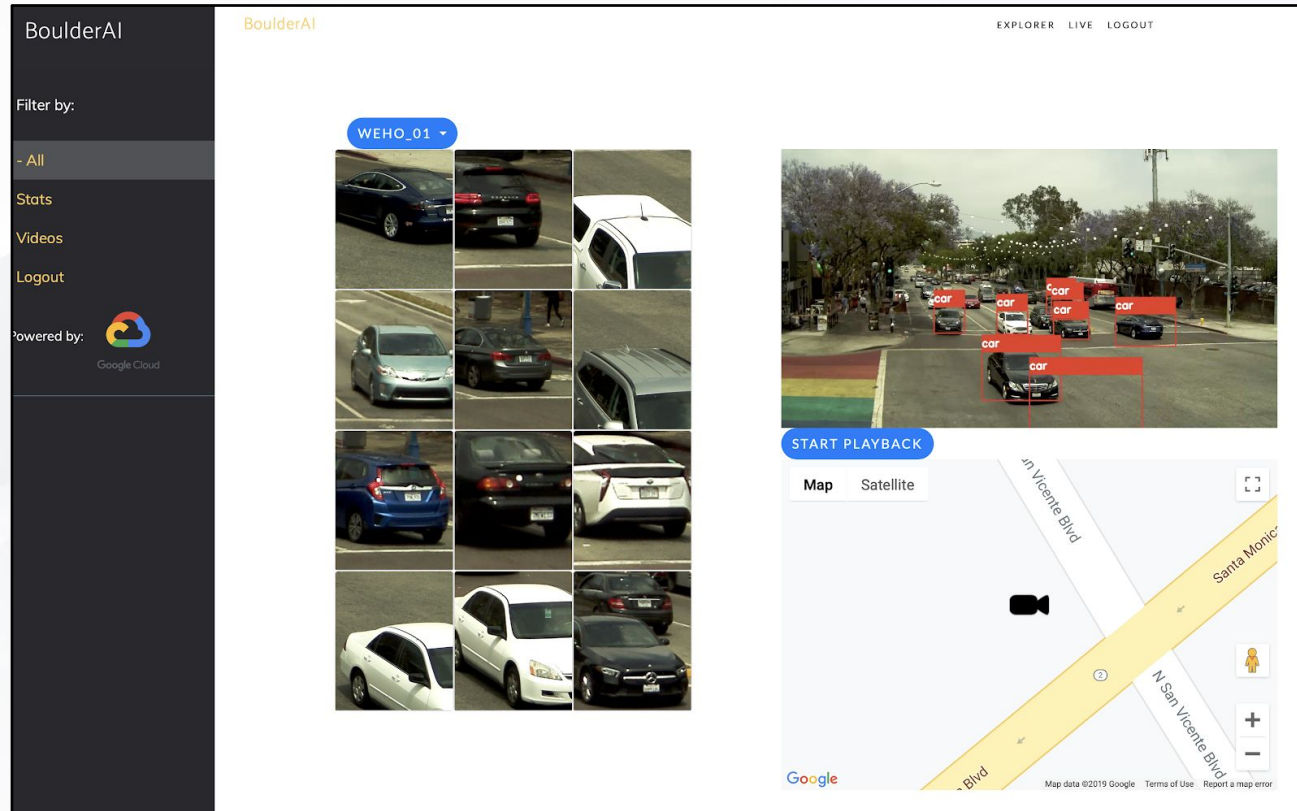 BoulderAI
Filter by:
- All
Stats
Videos
Logout
Powered by:
Google Cloud
BoulderAI
EXPLORER LIVE LOGOUT
WEHO_01
car
car
car
car
car
car
car
START PLAYBACK
Map Satellite
n Vicente Blvd
Santa Monic
2
N San Vicente Blvd
Blvd
Google
Map data ©2019 Google Terms of Use Report a map error